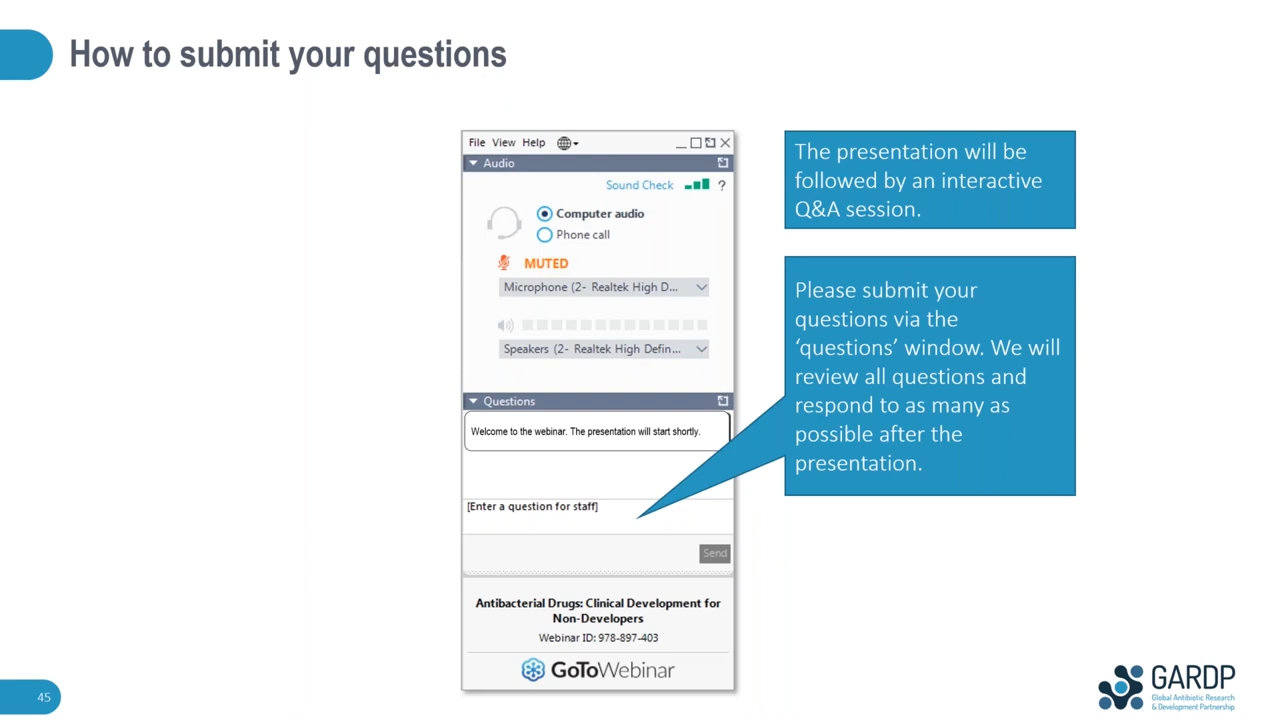 How to submit your questions
File View Help
Audio
Sound Check ?
Computer audio
Phone call
MUTED
Microphone (2- Realtek High D...
Speakers (2- Realtek High Defin...
Questions
Welcome to the webinar. The presentation will start shortly.
[Enter a question for staff]
Send
Antibacterial Drugs: Clinical Development for
Non-Developers
Webinar ID: 978-897-403
GoToWebinar
The presentation will be
followed by an interactive
Q&A session.
Please submit your
questions via the
‘questions’ window. We will
review all questions and
respond to as many as
possible after the
presentation.
45
GARDP
Global Antibiotic Research
& Development Partnership